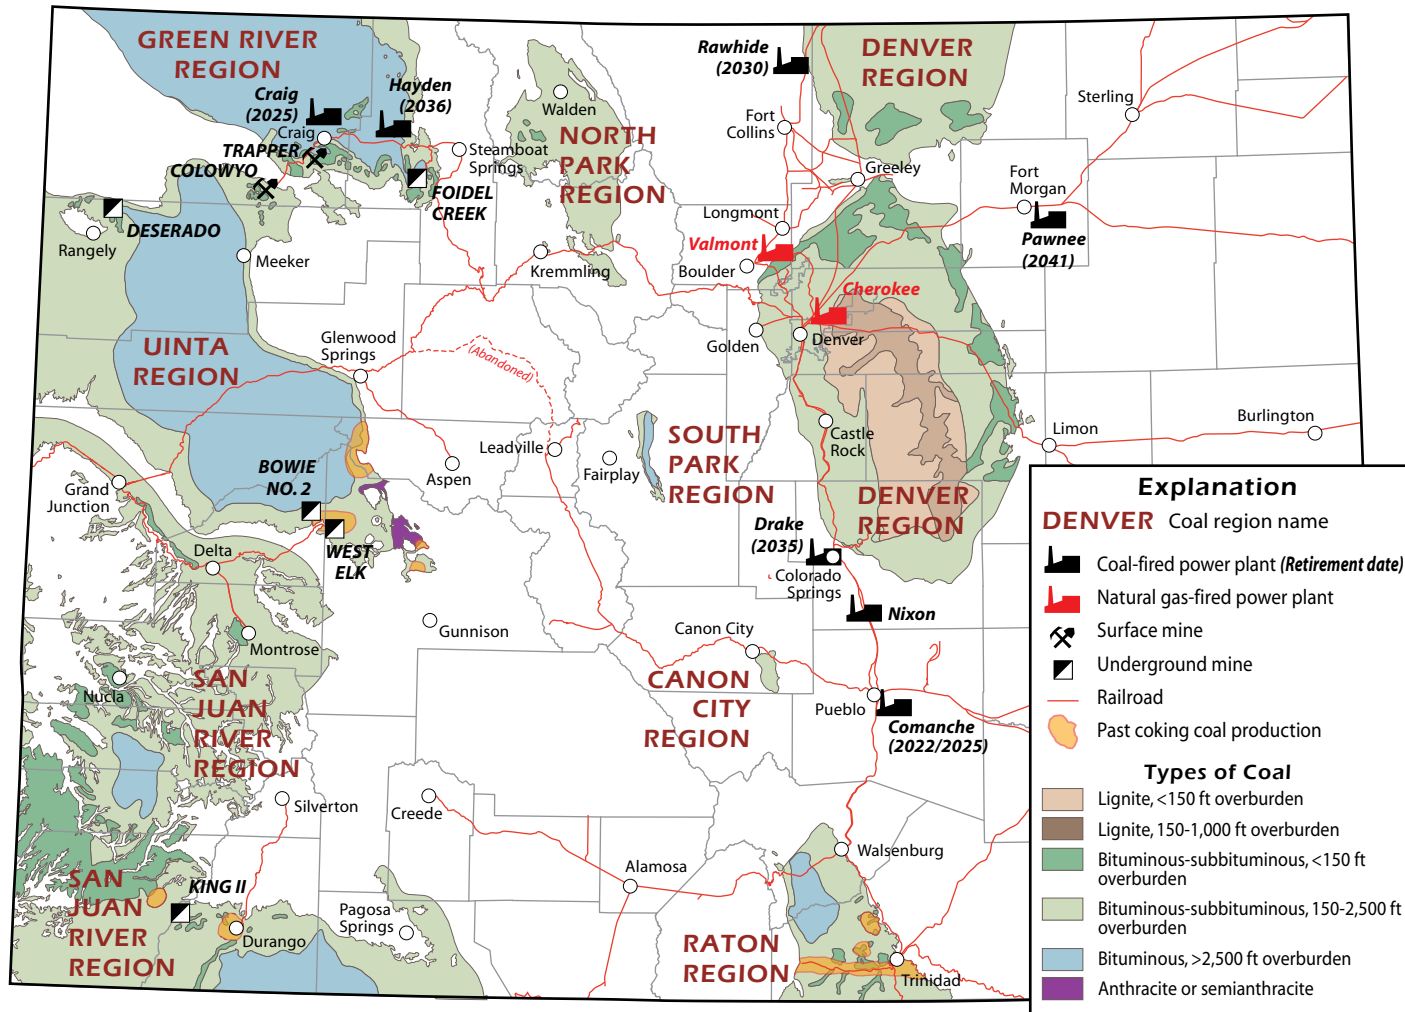 GREEN RIVER
REGION
Craig
(2025)
Hayden
(2036)
Craig
TRAPPER
COLOWYO
Steamboat
Springs
FOIDEL
CREEK
Walden
NORTH
PARK
REGION
Rawhide
(2030)
DENVER
REGION
Fort
Collins
Greeley
Sterling
Fort
Morgan
Pawnee
(2041)
Longmont
Valmont
Boulder
Cherokee
Golden
Denver
DESERADO
Rangely
Meeker
Kremmling
UINTA
REGION
Glenwood
Springs
(Abandoned)
Leadville
Fairplay
Aspen
SOUTH
PARK
REGION
Castle
Rock
DENVER
REGION
Limon
Burlington
BOWIE
NO. 2
Grand
Junction
WEST
ELK
Delta
Drake
(2035)
Colorado
Springs
Nixon
Gunnison
Montrose
Nucla
SAN
JUAN
RIVER
REGION
Canon City
CANON
CITY
REGION
Pueblo
Comanche
(2022/2025)
Silverton
Creede
Walsenburg
Alamosa
SAN
JUAN
RIVER
REGION
KING II
Durango
Pagosa
Springs
RATON
REGION
Trinidad
Explanation
DENVER Coal region name
Coal-fired power plant (Retirement date)
Natural gas-fired power plant
Surface mine
Underground mine
Railroad
Past coking coal production
Types of Coal
Lignite, <150 ft overburden
Lignite, 150-1,000 ft overburden
Bituminous-subbituminous, <150 ft
overburden
Bituminous-subbituminous, 150-2,500 ft
overburden
Bituminous, >2,500 ft overburden
Anthracite or semianthracite